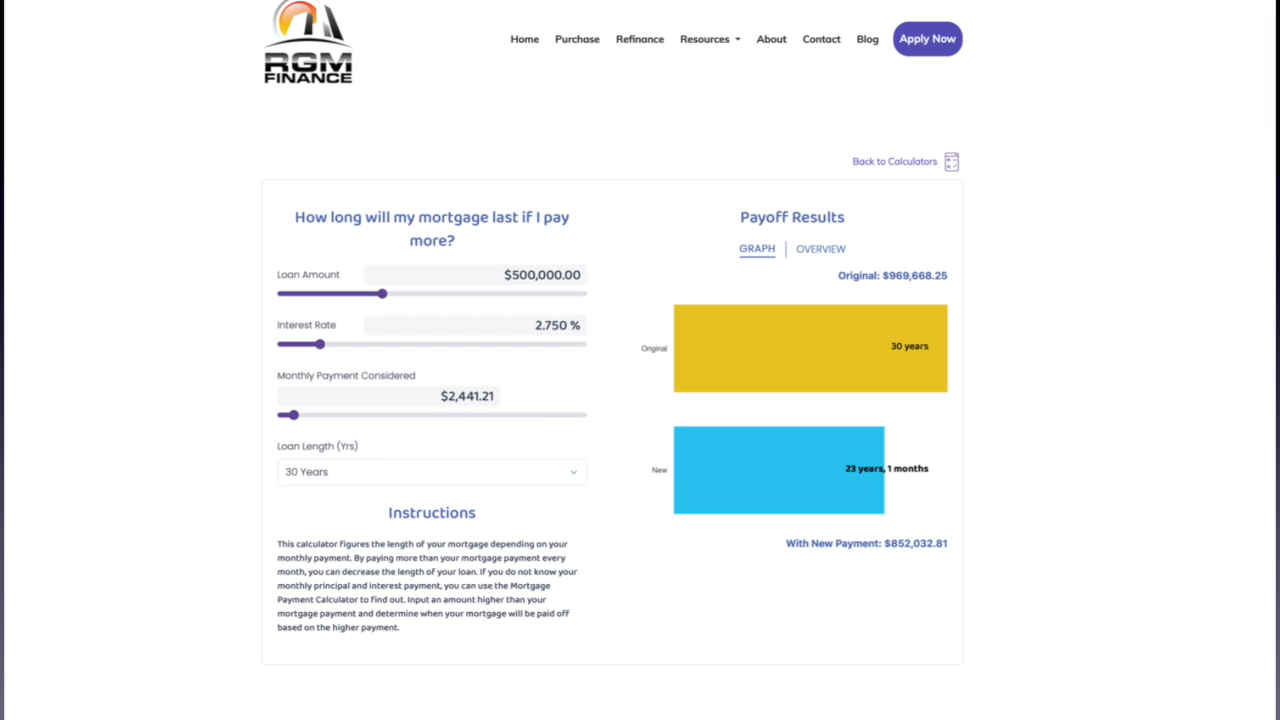 RGM
FINANCE
Home Purchase Refinance Resources About Contact Blog Apply Now
Back to Calculators
How long will my mortgage last if I pay
more?
Loan Amount $500,000.00
Interest Rate 2.750 %
Monthly Payment Considered
$2,441.21
Loan Length (Yrs)
30 Years
Instructions
This calculator figures the length of your mortgage depending on your
monthly payment. By paying more than your mortgage payment every
month, you can decrease the length of your loan. If you do not know your
monthly principal and interest payment, you can use the Mortgage
Payment Calculator to find out. Input an amount higher than your
mortgage payment and determine when your mortgage will be paid off
based on the higher payment.
Payoff Results
GRAPH OVERVIEW
Original: $969,668.25
Original 30 years
New 23 years, 1 months
With New Payment: $852,032.81